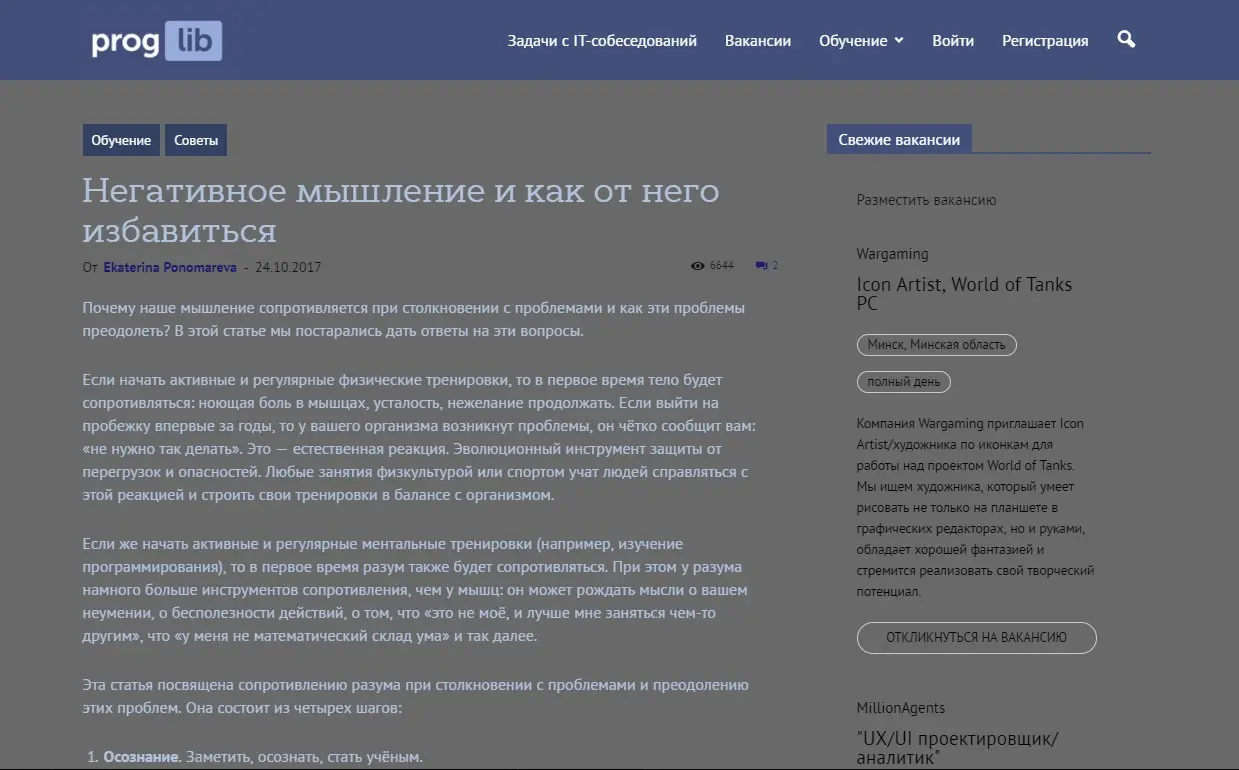 prog lib
Задачи с IT-собеседований Вакансии Обучение Войти Регистрация
Обучение Советы
Негативное мышление и как от него
избавиться
От Ekaterina Ponomareva - 24.10.2017 6644 2
Почему наше мышление сопротивляется при столкновении с проблемами и как эти проблемы
преодолеть? В этой статье мы постарались дать ответы на эти вопросы.
Если начать активные и регулярные физические тренировки, то в первое время тело будет
сопротивляться: ноющая боль в мышцах, усталость, нежелание продолжать. Если выйти на
пробежку впервые за годы, то у вашего организма возникнут проблемы, он чётко сообщит вам:
«не нужно так делать». Это — естественная реакция. Эволюционный инструмент защиты от
перегрузок и опасностей. Любые занятия физкультурой или спортом учат людей справляться с
этой реакцией и строить свои тренировки в балансе с организмом.
Если же начать активные и регулярные ментальные тренировки (например, изучение
программирования), то в первое время разум также будет сопротивляться. При этом у разума
намного больше инструментов сопротивления, чем у мышц: он может рождать мысли о вашем
неумении, о бесполезности действий, о том, что «это не моё, и лучше мне заняться чем-то
другим», что «у меня не математический склад ума» и так далее.
Эта статья посвящена сопротивлению разума при столкновении с проблемами и преодолению
этих проблем. Она состоит из четырех шагов:
1. Осознание. Заметить, осознать, стать учёным.
Свежие вакансии
Разместить вакансию
Wargaming
Icon Artist, World of Tanks
PC
Минск, Минская область
полный день
Компания Wargaming приглашает Icon
Artist/художника по иконкам для
работы над проектом World of Tanks.
Мы ищем художника, который умеет
рисовать не только на планшете в
графических редакторах, но и руками,
обладает хорошей фантазией и
стремится реализовать свой творческий
потенциал.
ОТКЛИКНУТЬСЯ НА ВАКАНСИЮ
MillionAgents
"UX/UI проектировщик/
аналитик"